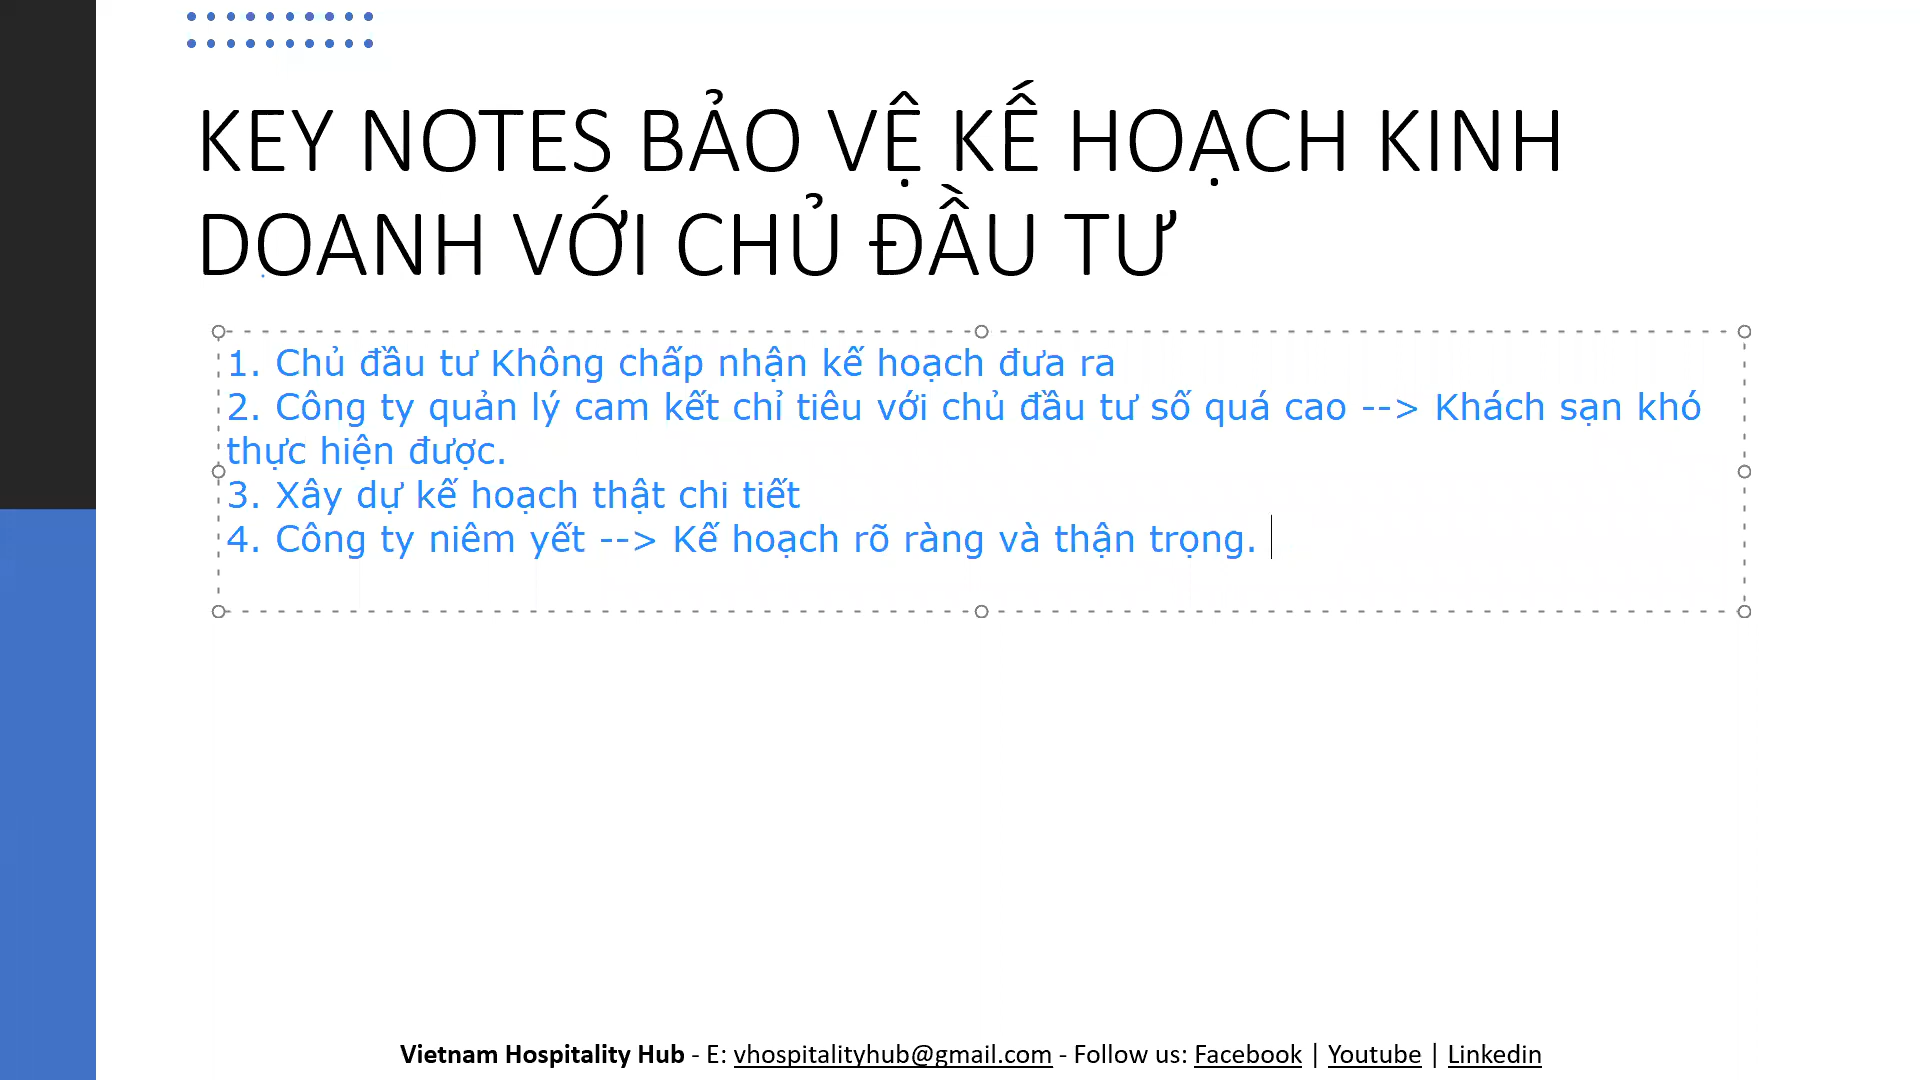 KEY NOTES BẢO VỆ KẾ HOẠCH KINH
DOANH VỚI CHỦ ĐẦU TƯ
1. Chủ đầu tư Không chấp nhận kế hoạch đưa ra
2. Công ty quản lý cam kết chỉ tiêu với chủ đầu tư số quá cao --> Khách sạn khó
thực hiện được.
3. Xây dự kế hoạch thật chi tiết
4. Công ty niêm yết --> Kế hoạch rõ ràng và thận trọng.
Vietnam Hospitality Hub - E: vhospitalityhub@gmail.com - Follow us: Facebook | Youtube | Linkedin